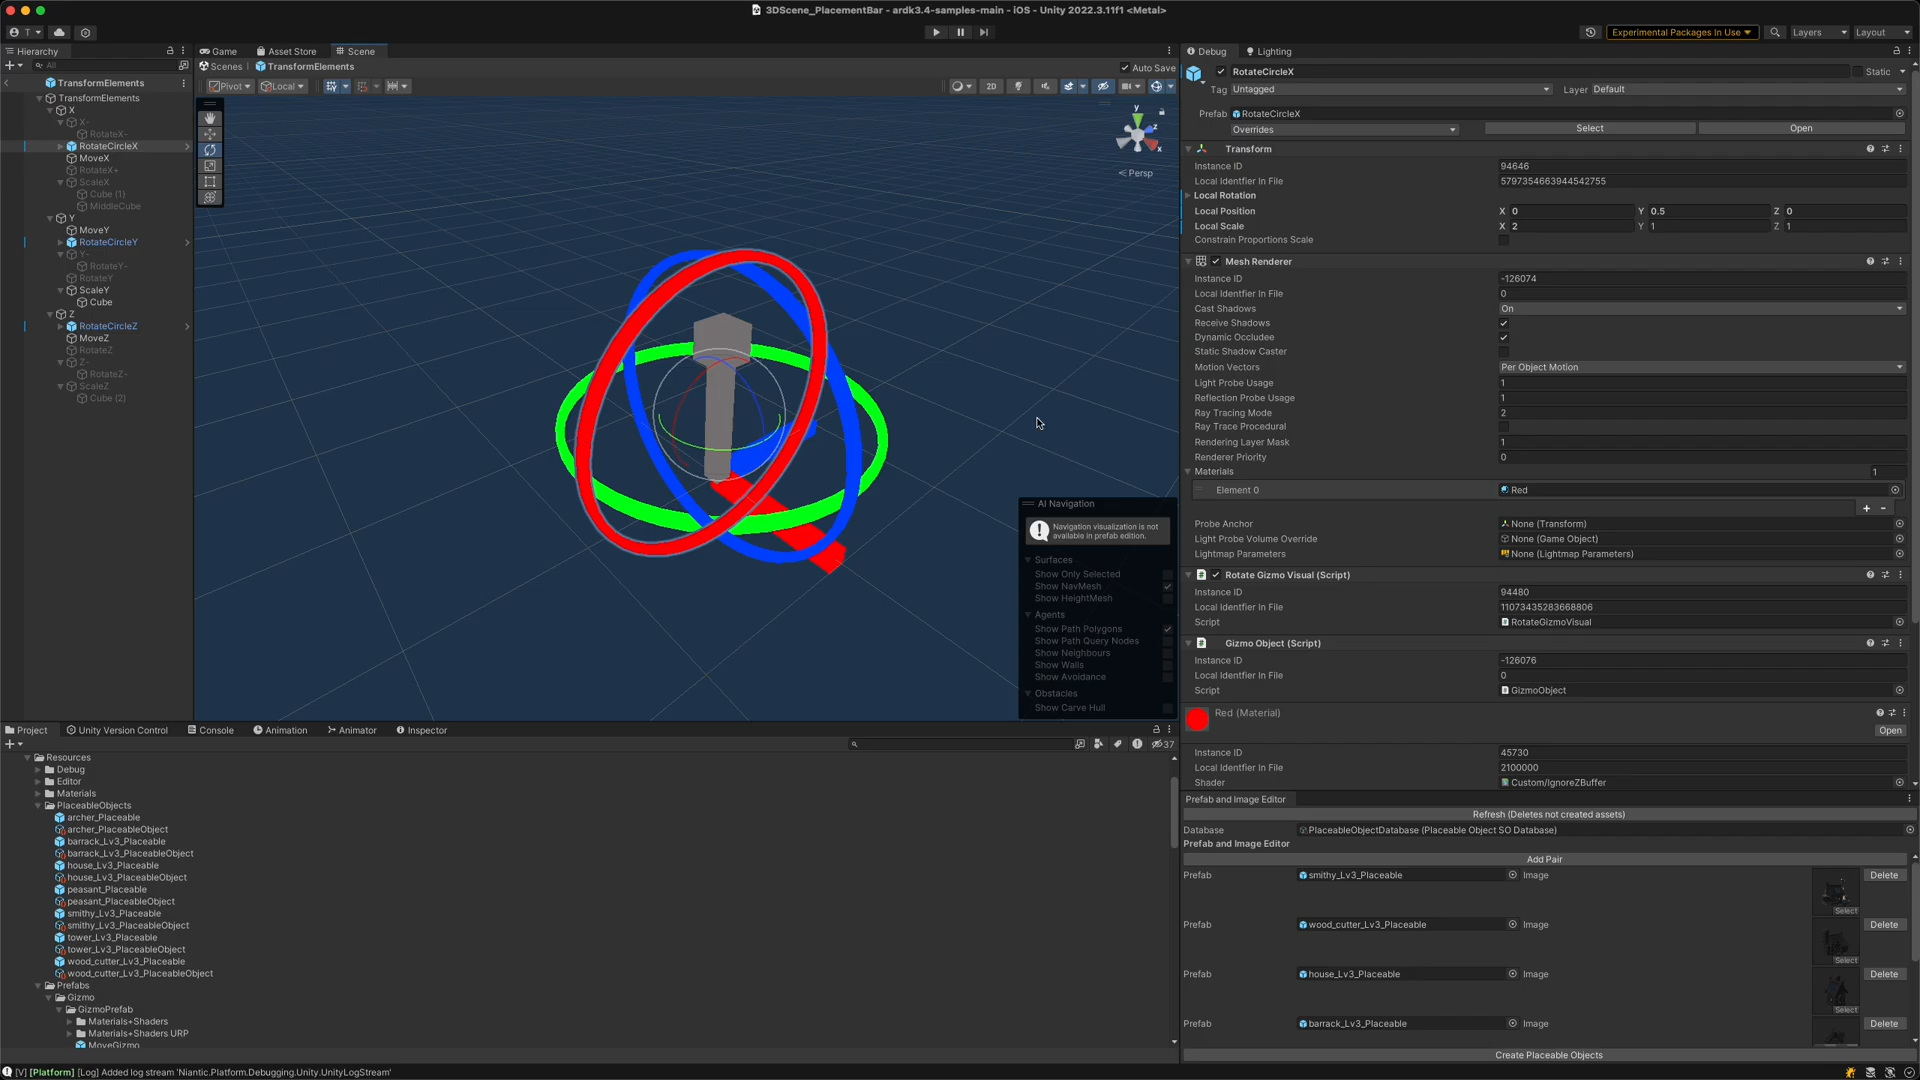 3DScene_PlacementBar - ardk3.4-samples-main - iOS - Unity 2022.3.11f1 <Metal>
T
Experimental Packages In Use
Layers
Layout
Hierarchy
All
TransformElements
TransformElements
X
X-
RotateX-
RotateCircleX
MoveX
RotateX+
ScaleX
Cube (1)
MiddleCube
Y
MoveY
RotateCircleY
Y-
RotateY-
RotateY
ScaleY
Cube
Z
RotateCircleZ
MoveZ
RotateZ
Z-
RotateZ-
ScaleZ
Cube (2)
Game
Asset Store
Scene
Scenes
TransformElements
Auto Save
Pivot
Local
2D
y
z
x
Persp
AI Navigation
Navigation visualization is not
available in prefab edition.
Surfaces
Show Only Selected
Show NavMesh
Show HeightMesh
Agents
Show Path Polygons
Show Path Query Nodes
Show Neighbours
Show Walls
Show Avoidance
Obstacles
Show Carve Hull
Debug
Lighting
RotateCircleX
Static
Tag Untagged
Layer Default
Prefab RotateCircleX
Overrides Select Open
Transform
Instance ID 94646
Local Identfier In File 5797354663944542755
Local Rotation
Local Position X 0 Y 0.5 Z 0
Local Scale X 2 Y 1 Z 1
Constrain Proportions Scale
Mesh Renderer
Instance ID -126074
Local Identfier In File 0
Cast Shadows On
Receive Shadows
Dynamic Occludee
Static Shadow Caster
Motion Vectors Per Object Motion
Light Probe Usage 1
Reflection Probe Usage 1
Ray Tracing Mode 2
Ray Trace Procedural
Rendering Layer Mask 1
Renderer Priority 0
Materials 1
Element 0 Red
+ -
Probe Anchor None (Transform)
Light Probe Volume Override None (Game Object)
Lightmap Parameters None (Lightmap Parameters)
Rotate Gizmo Visual (Script)
Instance ID 94480
Local Identfier In File 11073435283668806
Script RotateGizmoVisual
Gizmo Object (Script)
Instance ID -126076
Local Identfier In File 0
Script GizmoObject
Red (Material)
Open
Instance ID 45730
Local Identfier In File 2100000
Shader Custom/IgnoreZBuffer
Prefab and Image Editor
Refresh (Deletes not created assets)
Database PlaceableObjectDatabase (Placeable Object SO Database)
Prefab and Image Editor
Add Pair
Prefab smithy_Lv3_Placeable Image Select Delete
Prefab wood_cutter_Lv3_Placeable Image Select Delete
Prefab house_Lv3_Placeable Image Select Delete
Prefab barrack_Lv3_Placeable Image Delete
Create Placeable Objects
Project
Unity Version Control
Console
Animation
Animator
Inspector
37
Resources
Debug
Editor
Materials
PlaceableObjects
archer_Placeable
archer_PlaceableObject
barrack_Lv3_Placeable
barrack_Lv3_PlaceableObject
house_Lv3_Placeable
house_Lv3_PlaceableObject
peasant_Placeable
peasant_PlaceableObject
smithy_Lv3_Placeable
smithy_Lv3_PlaceableObject
tower_Lv3_Placeable
tower_Lv3_PlaceableObject
wood_cutter_Lv3_Placeable
wood_cutter_Lv3_PlaceableObject
Prefabs
Gizmo
GizmoPrefab
Materials+Shaders
Materials+Shaders URP
MoveGizmo
[V] [Platform] [Log] Added log stream 'Niantic.Platform.Debugging.Unity.UnityLogStream'